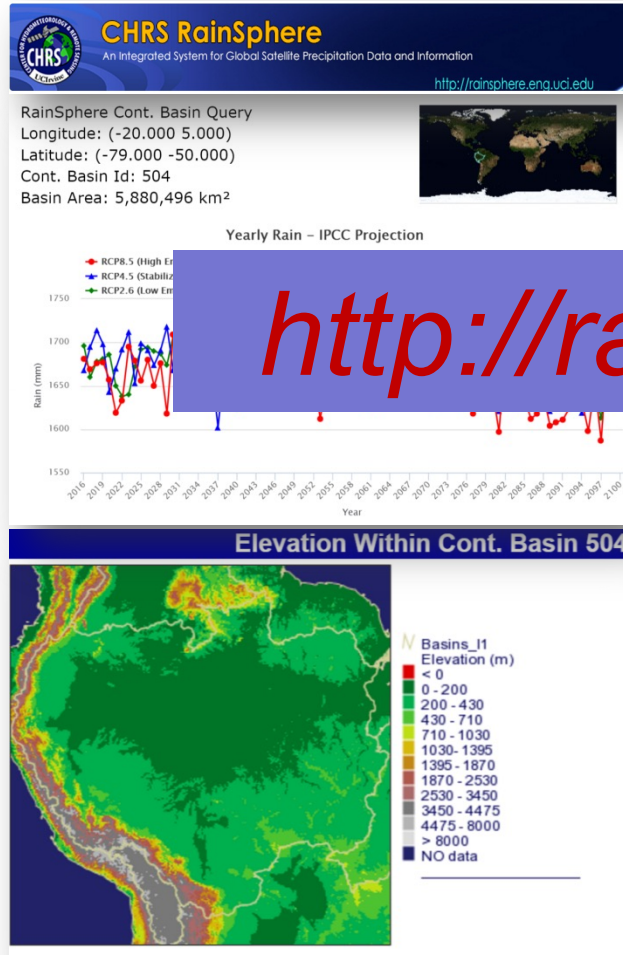 CHRS RainSphere
An Integrated System for Global Satellite Precipitation Data and Information
http://rainsphere.eng.uci.edu
CENTER FOR HYDROMETEOROLOGY & REMOTE SENSING
CHRS
UCIrvine
RainSphere Cont. Basin Query
Longitude: (-20.000 5.000)
Latitude: (-79.000 -50.000)
Cont. Basin Id: 504
Basin Area: 5,880,496 km²
Yearly Rain – IPCC Projection
RCP8.5 (High E
RCP4.5 (Stabiliz
RCP2.6 (Low Em
http://ra
1750
1700
1650
1600
1550
Rain (mm)
2016 2019 2022 2025 2028 2031 2034 2037 2040 2043 2046 2049 2052 2055 2058 2061 2064 2067 2070 2073 2076 2079 2082 2085 2088 2091 2094 2097 2100
Year
Elevation Within Cont. Basin 504
Basins_l1
Elevation (m)
< 0
0 - 200
200 - 430
430 - 710
710 - 1030
1030- 1395
1395 - 1870
1870 - 2530
2530 - 3450
3450 - 4475
4475 - 8000
> 8000
NO data